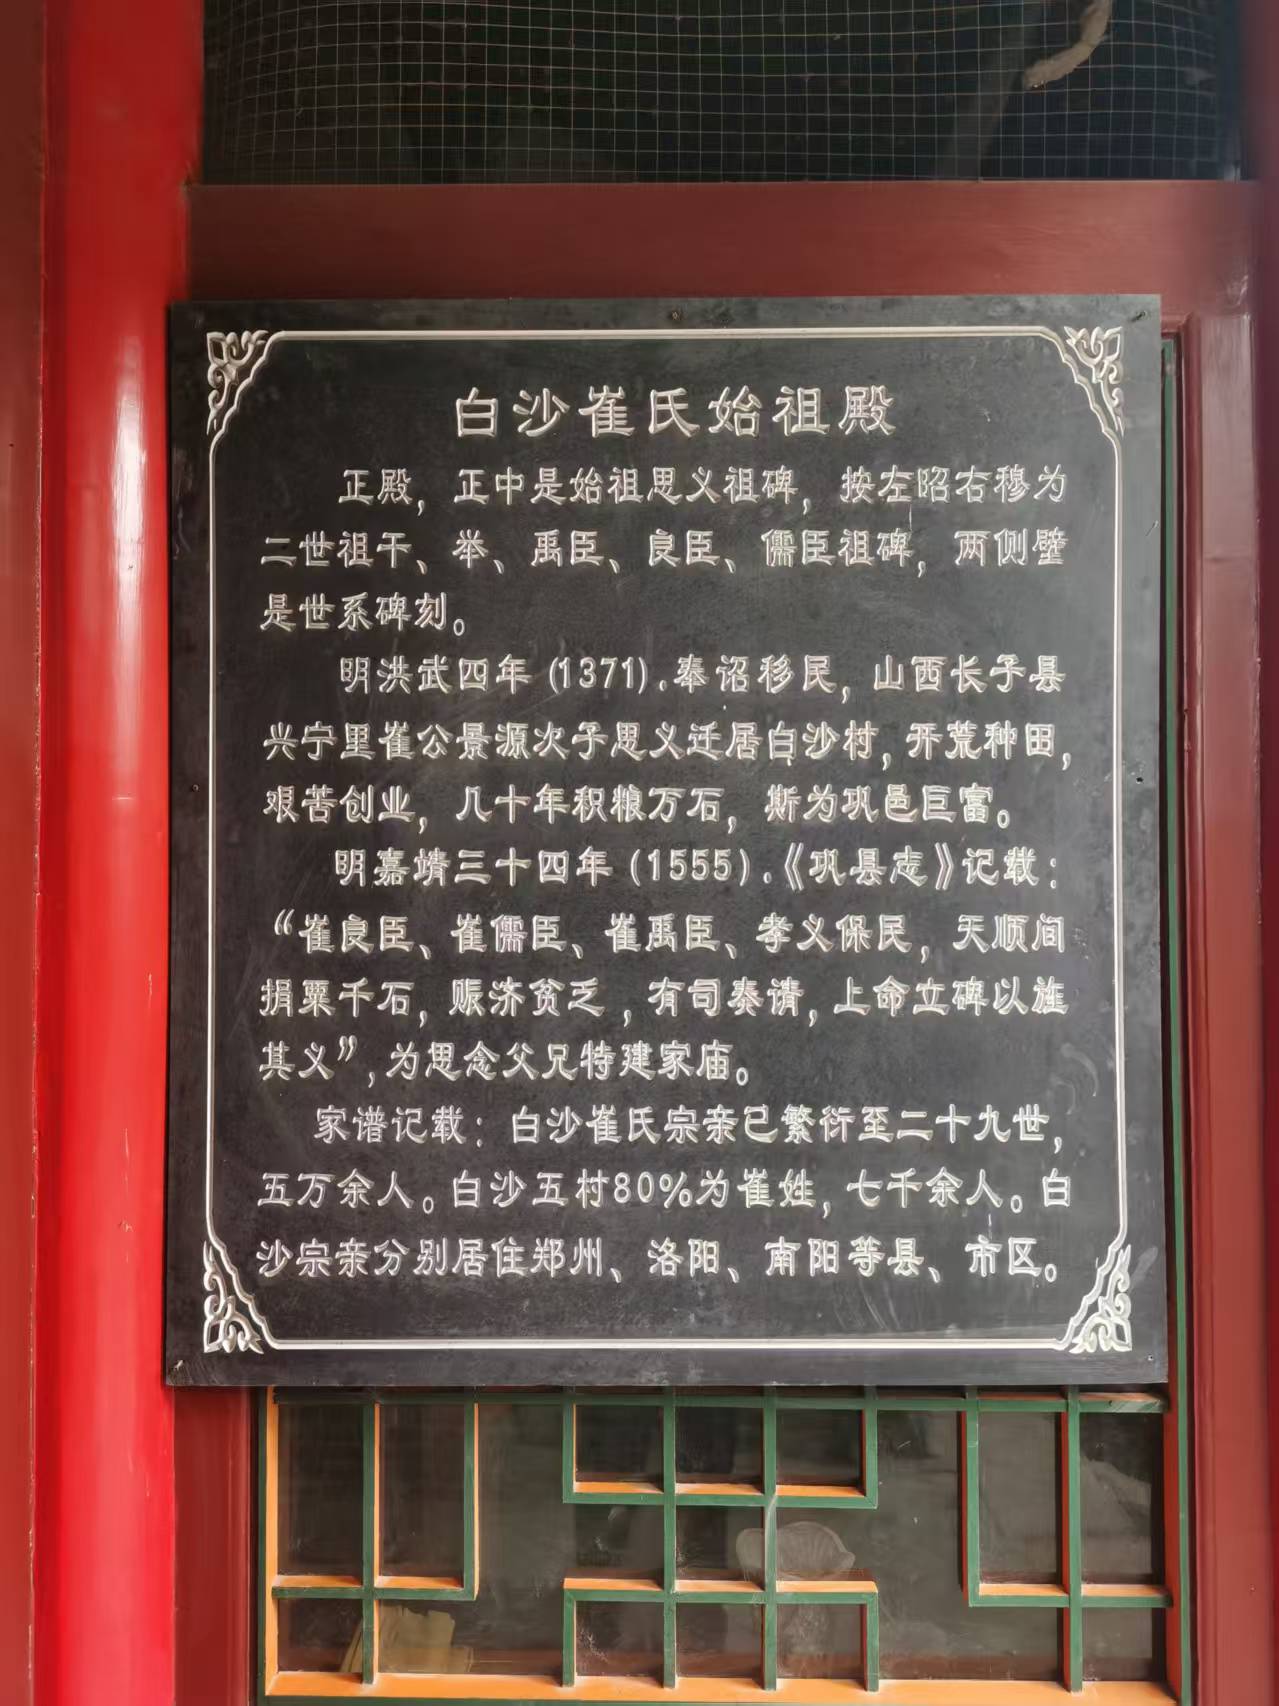 白沙崔氏始祖殿
正殿，正中是始祖思义祖碑，按左昭右穆为
二世祖干、举、禹臣、良臣、儒臣祖碑，两侧壁
是世系碑刻。
明洪武四年(1371).奉诏移民，山西长子县
兴宁里崔公景源次子思义迁居白沙村，开荒种田，
艰苦创业，几十年积粮万石，斯为巩邑巨富。
明嘉靖三十四年(1555).《巩县志》记载：
“崔良臣、崔儒臣、崔禹臣、孝义保民，天顺间
捐粟千石，赈济贫乏，有司奏请，上命立碑以旌
其义”,为思念父兄特建家庙。
家谱记载：白沙崔氏宗亲已繁衍至二十九世，
五万余人。白沙五村80%为崔姓，七千余人。白
沙宗亲分别居住郑州、洛阳、南阳等县、市区。